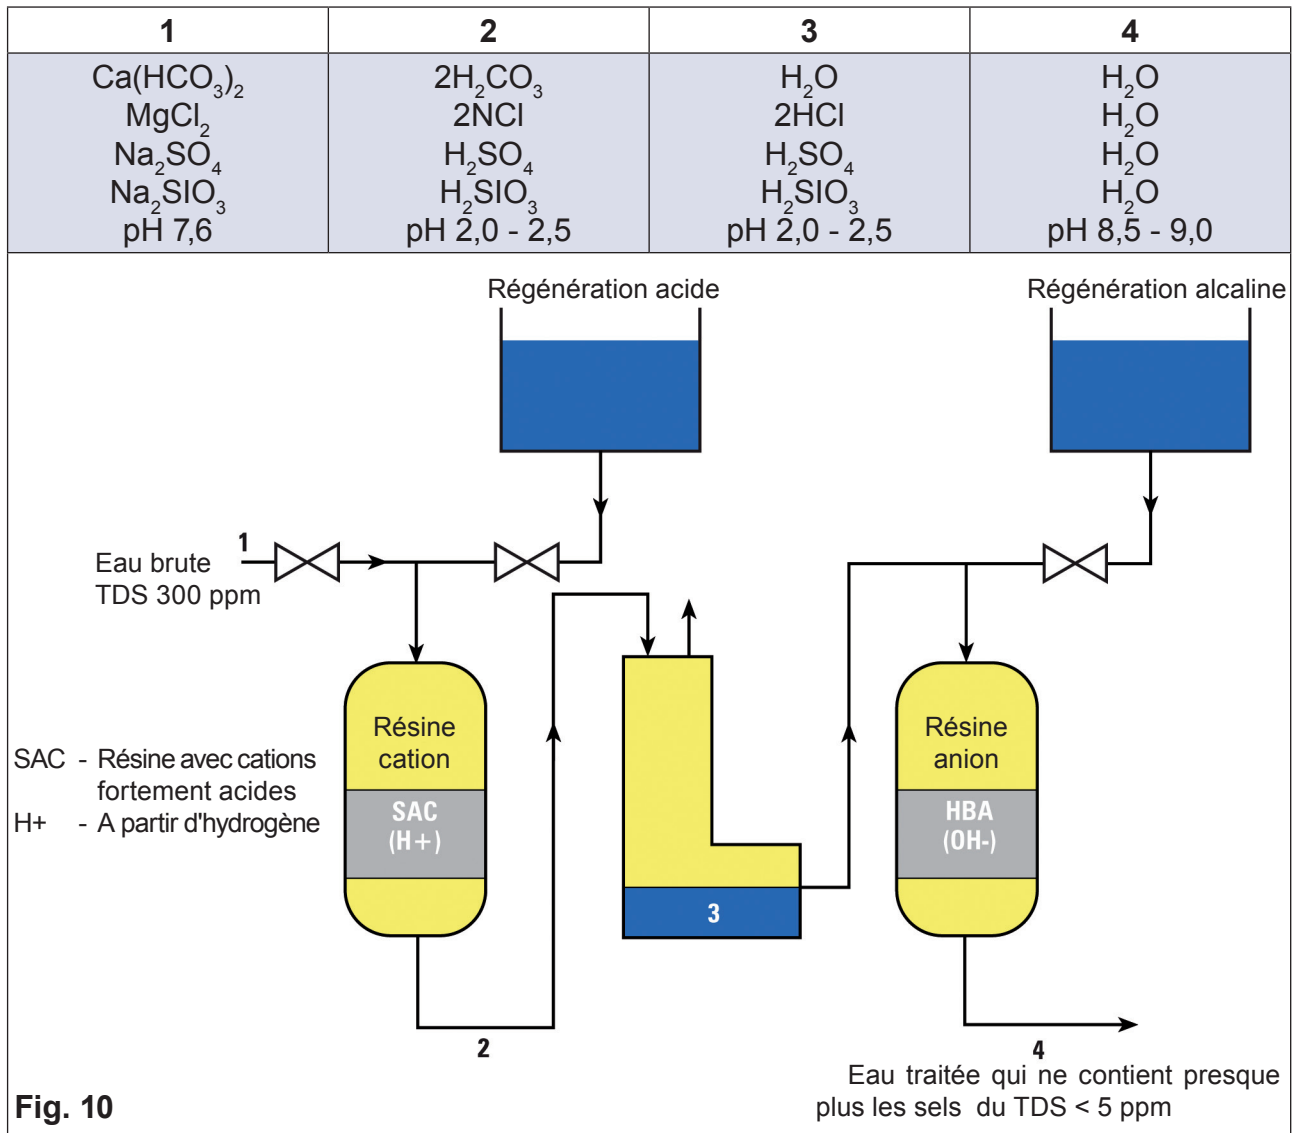 1 2 3 4
Ca(HCO₃)₂ 2H₂CO₃ H₂O H₂O
MgCl₂ 2NCl 2HCl H₂O
Na₂SO₄ H₂SO₄ H₂SO₄ H₂O
Na₂SIO₃ H₂SIO₃ H₂SIO₃ H₂O
pH 7,6 pH 2,0 - 2,5 pH 2,0 - 2,5 pH 8,5 - 9,0
Régénération acide
Régénération alcaline
1
Eau brute
TDS 300 ppm
Résine
cation
SAC
(H+)
Résine
anion
HBA
(OH-)
SAC - Résine avec cations
fortement acides
H+ - A partir d'hydrogène
3
2
4
Eau traitée qui ne contient presque
plus les sels du TDS < 5 ppm
Fig. 10